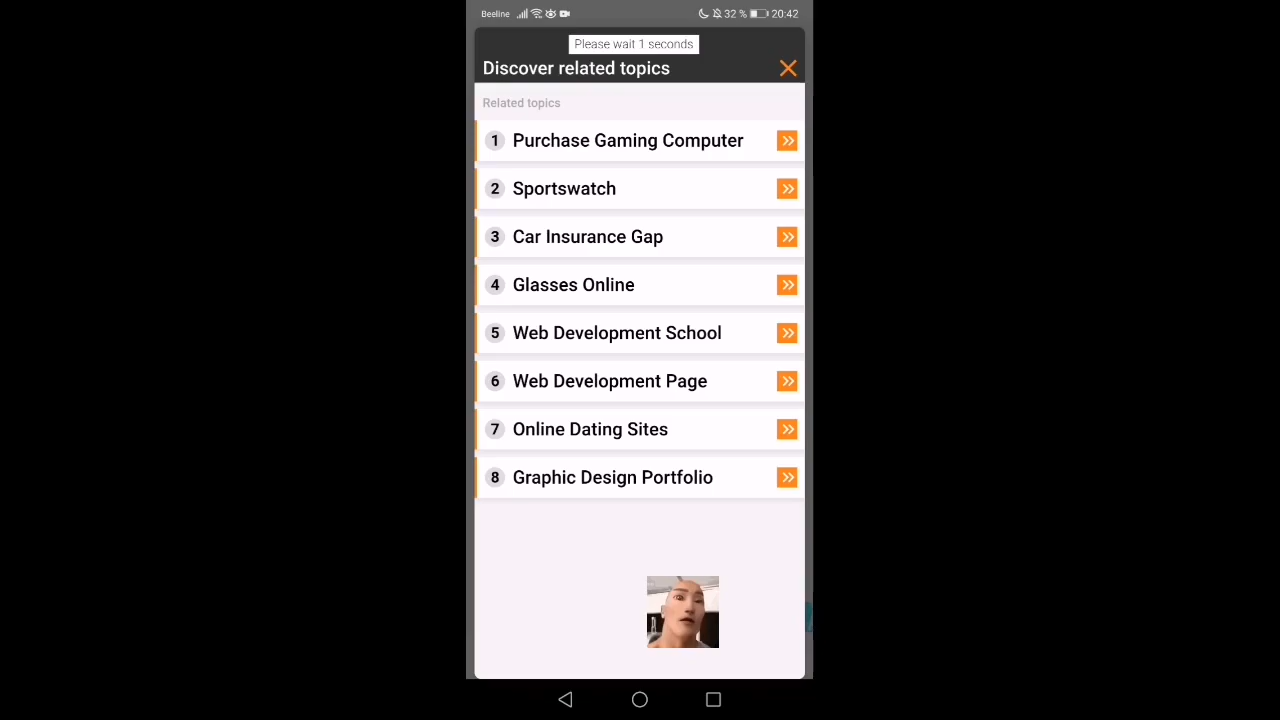 Beeline 32 % 20:42
Please wait 1 seconds
Discover related topics
Related topics
1 Purchase Gaming Computer
2 Sportswatch
3 Car Insurance Gap
4 Glasses Online
5 Web Development School
6 Web Development Page
7 Online Dating Sites
8 Graphic Design Portfolio